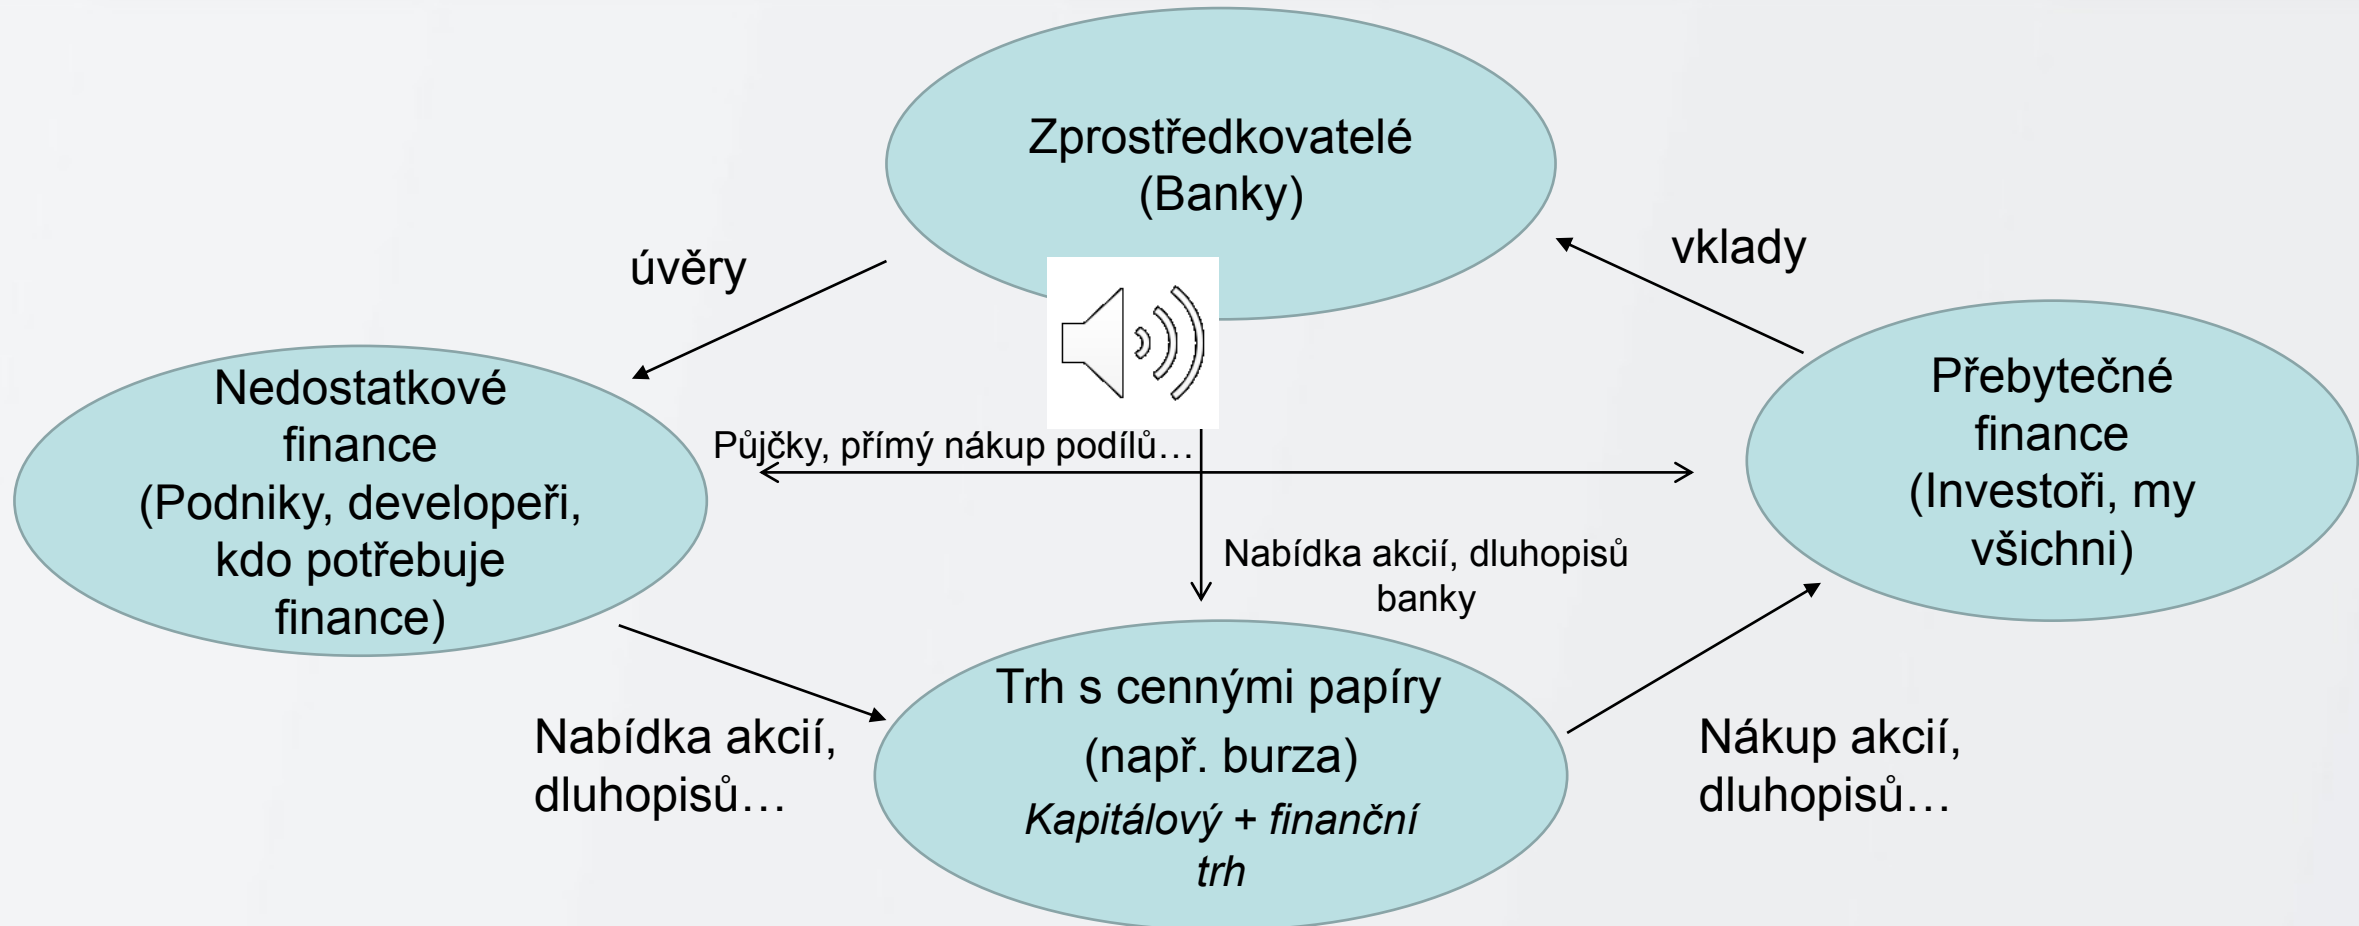 Zprostředkovatelé
(Banky)
úvěry
vklady
Nedostatkové
finance
(Podniky, developeři,
kdo potřebuje
finance)
Půjčky, přímý nákup podílů…
Přebytečné
finance
(Investoři, my
všichni)
Nabídka akcií, dluhopisů
banky
Nabídka akcií,
dluhopisů…
Trh s cennými papíry
(např. burza)
Kapitálový + finanční
trh
Nákup akcií,
dluhopisů…